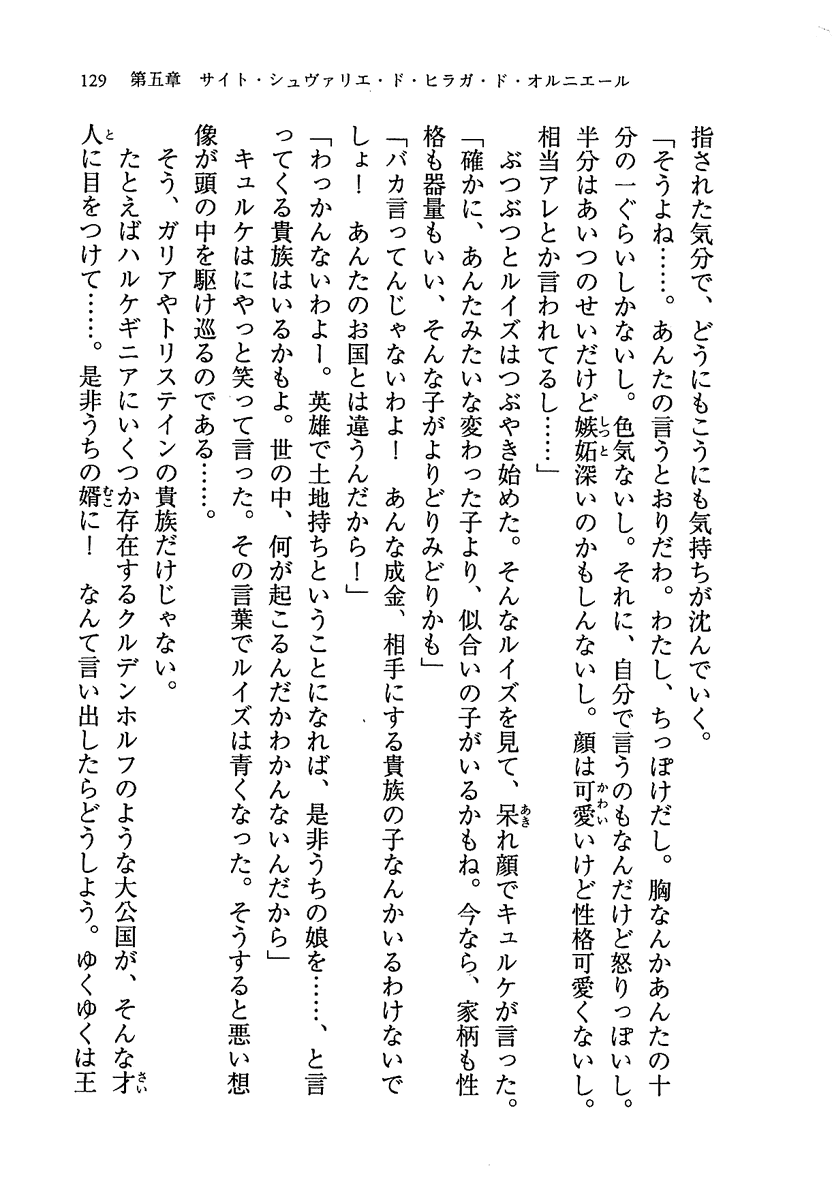 129 第五章 サイト・シュヴァリエ・ド・ヒラガ・ド・オルニエール
指された気分で、どうにもこうにも気持ちが沈んでいく。
「そうよね……。あんたの言うとおりだわ。わたし、ちっぽけだし。胸なんかあんたの十
分の一ぐらいしかないし。色気ないし。それに、自分で言うのもなんだけど怒りっぽいし。
半分はあいつのせいだけど嫉妬深いのかもしんないし。顔は可愛いけど性格可愛くないし。
相当アレとか言われてるし……」
ぶつぶつとルイズはつぶやき始めた。そんなルイズを見て、呆れ顔でキュルケが言った。
「確かに、あんたみたいな変わった子より、似合いの子がいるかもね。今なら、家柄も性
格も器量もいい、そんな子がよりどりみどりかも」
「バカ言ってんじゃないわよ！　あんな成金、相手にする貴族の子なんかいるわけないで
しょ！　あんたのお国とは違うんだから！」
「わっかんないわよー。英雄で土地持ちということになれば、是非うちの娘を……、と言
ってくる貴族はいるかもよ。世の中、何が起こるんだかわかんないんだから」
キュルケはにやっと笑って言った。その言葉でルイズは青くなった。そうすると悪い想
像が頭の中を駆け巡るのである……。
そう、ガリアやトリステインの貴族だけじゃない。
たとえばハルケギニアにいくつか存在するクルデンホルフのような大公国が、そんな才
人に目をつけて……。是非うちの婿に！　なんて言い出したらどうしよう。ゆくゆくは王